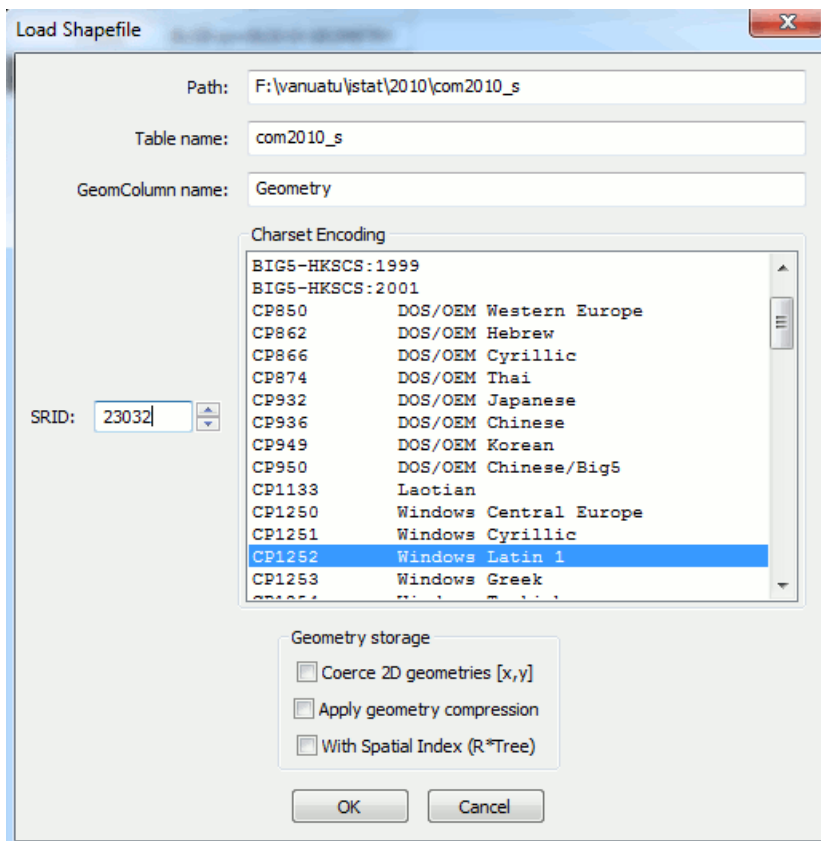 Load Shapefile
Path: F:\vanuatu\istat\2010\com2010_s
Table name: com2010_s
GeomColumn name: Geometry
Charset Encoding
BIG5-HKSCS:1999
BIG5-HKSCS:2001
CP850 DOS/OEM Western Europe
CP862 DOS/OEM Hebrew
CP866 DOS/OEM Cyrillic
CP874 DOS/OEM Thai
CP932 DOS/OEM Japanese
CP936 DOS/OEM Chinese
CP949 DOS/OEM Korean
CP950 DOS/OEM Chinese/Big5
CP1133 Laotian
CP1250 Windows Central Europe
CP1251 Windows Cyrillic
CP1252 Windows Latin 1
CP1253 Windows Greek
SRID: 23032
Geometry storage
Coerce 2D geometries [x,y]
Apply geometry compression
With Spatial Index (R*Tree)
OK Cancel